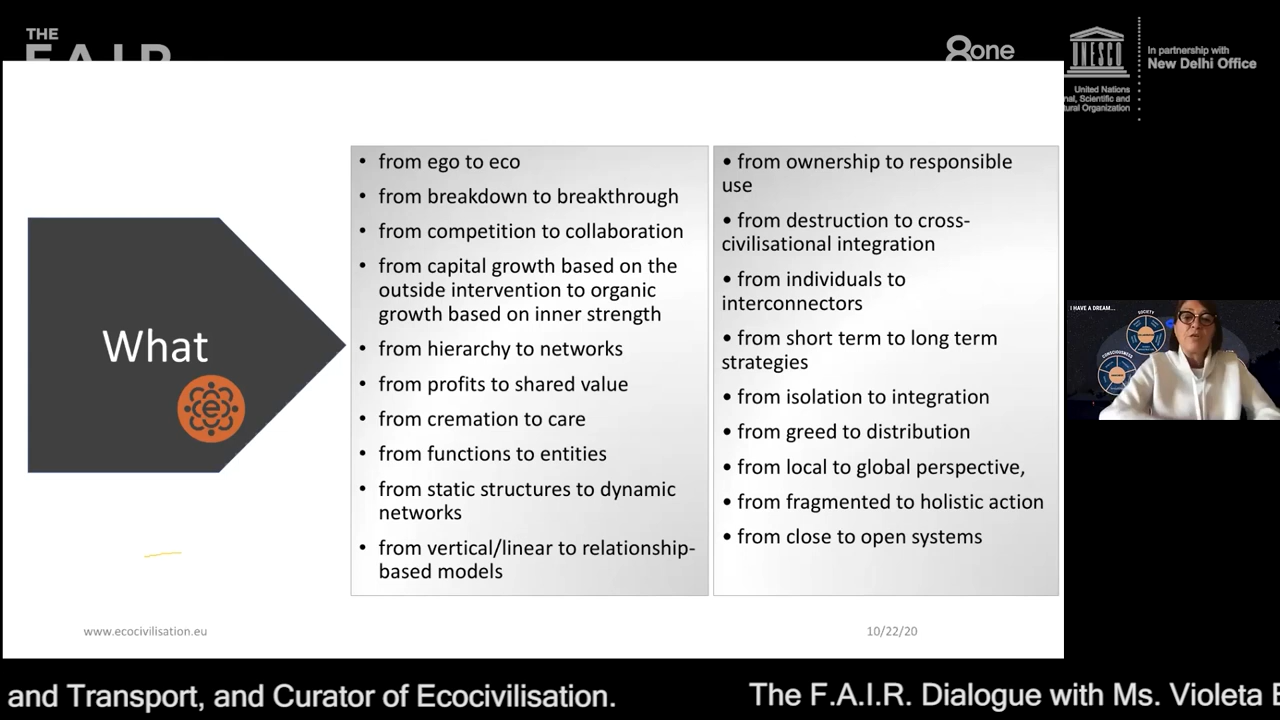 THE
F.A.I.R
8one
UNESCO
In partnership with
New Delhi Office
United Nations
nal, Scientific and
tural Organization
• from ego to eco
• from breakdown to breakthrough
• from competition to collaboration
• from capital growth based on the
outside intervention to organic
growth based on inner strength
• from hierarchy to networks
• from profits to shared value
• from cremation to care
• from functions to entities
• from static structures to dynamic
networks
• from vertical/linear to relationship-
based models
• from ownership to responsible
use
• from destruction to cross-
civilisational integration
• from individuals to
interconnectors
• from short term to long term
strategies
• from isolation to integration
• from greed to distribution
• from local to global perspective,
• from fragmented to holistic action
• from close to open systems
What
e
I HAVE A DREAM...
SOCIETY
CONSCIOUSNESS
www.ecocivilisation.eu
10/22/20
and Transport, and Curator of Ecocivilisation.
The F.A.I.R. Dialogue with Ms. Violeta